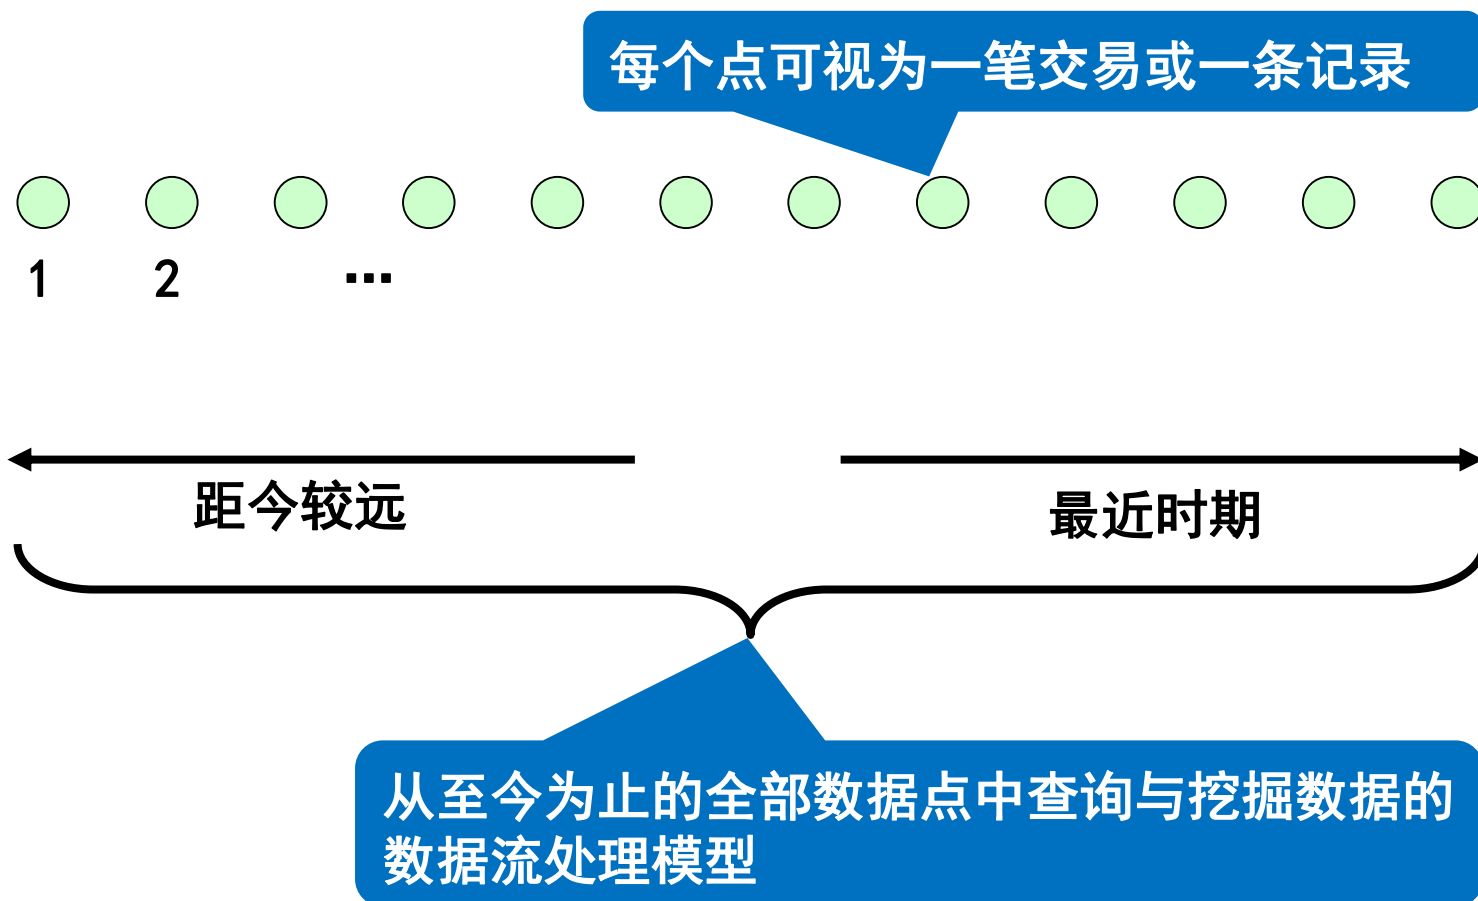 每个点可视为一笔交易或一条记录
1 2 …
距今较远 最近时期
从至今为止的全部数据点中查询与挖掘数据的
数据流处理模型